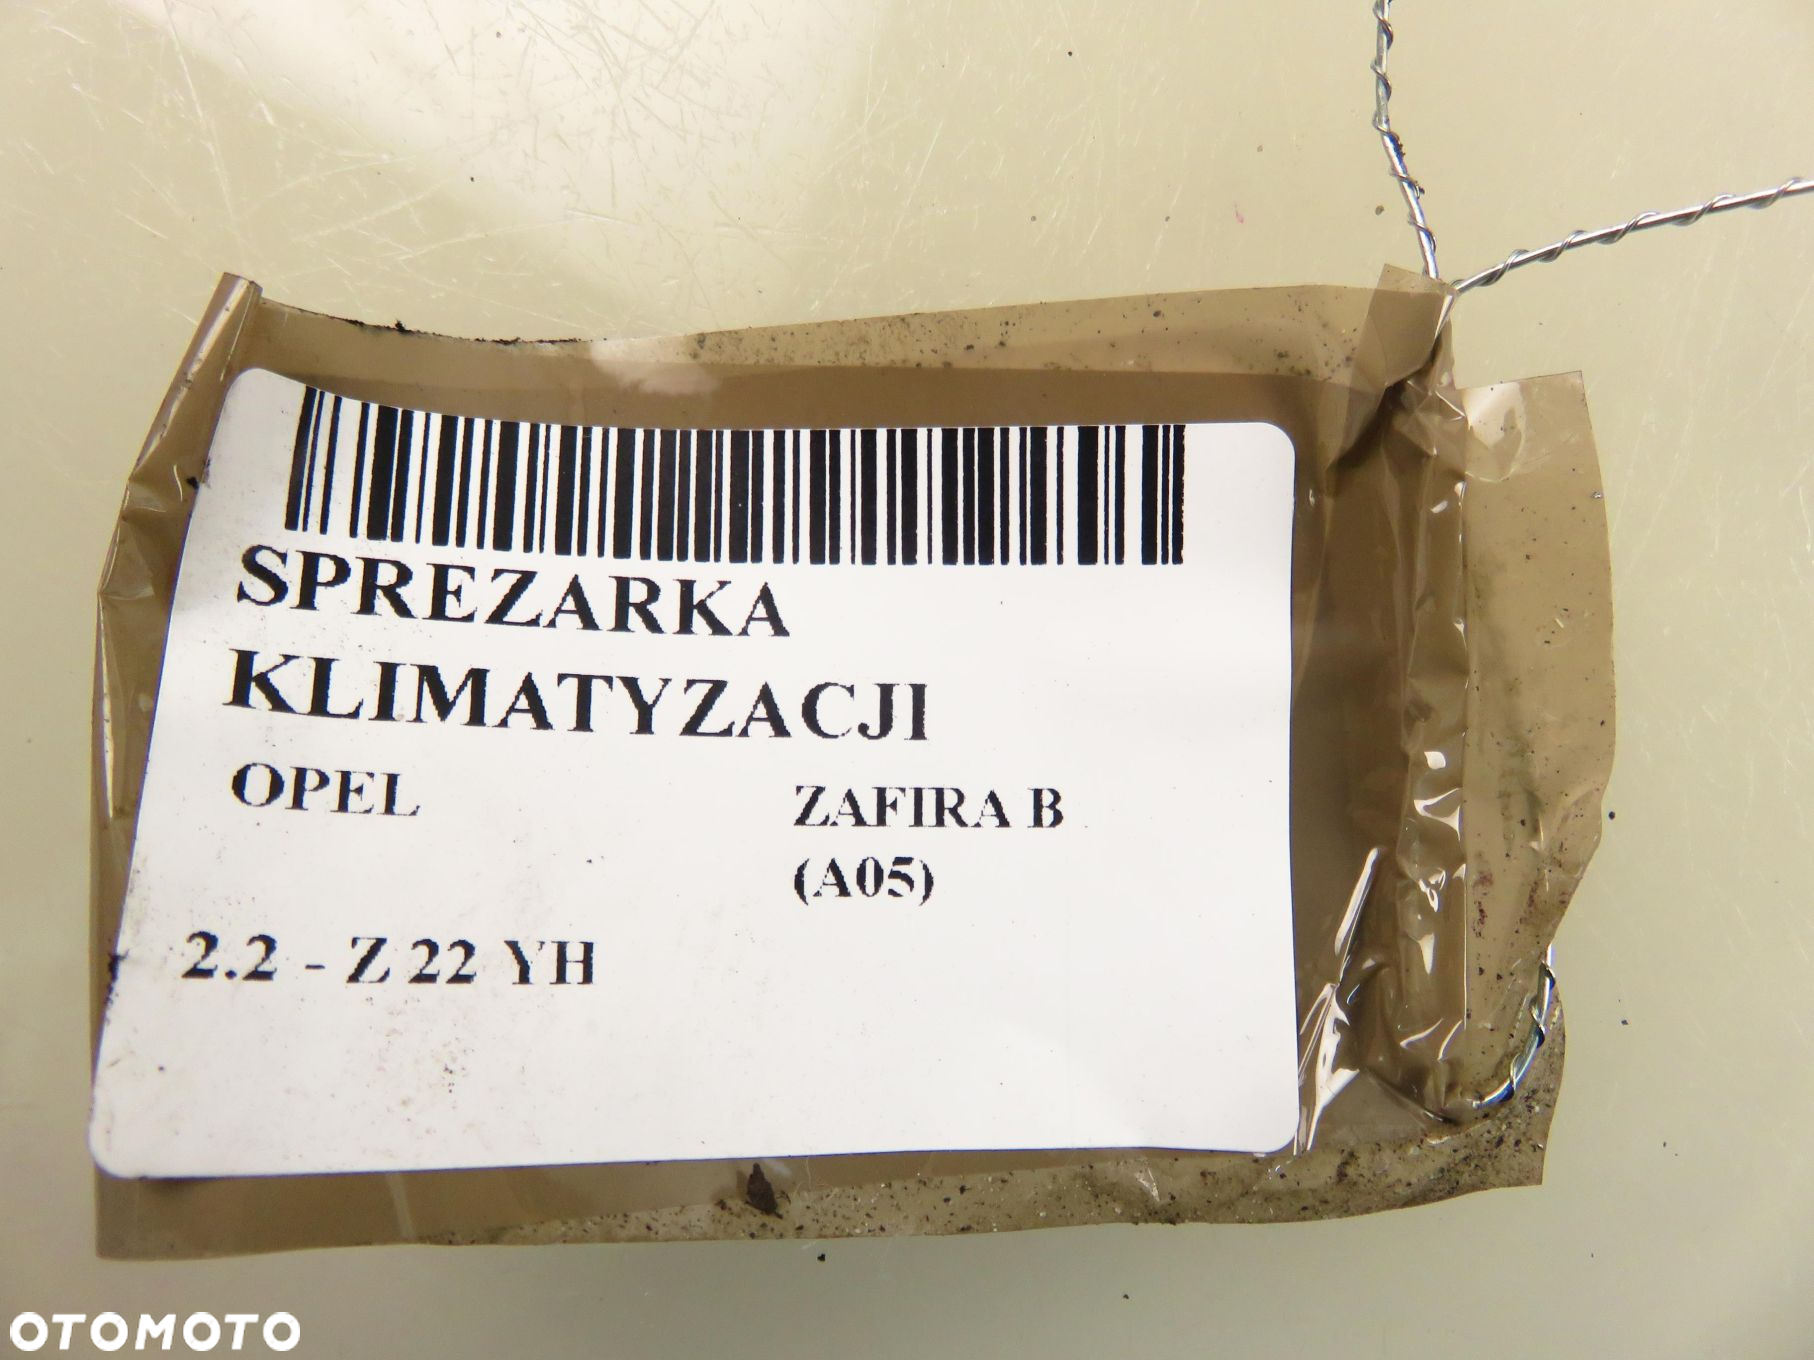 SPREZARKA
KLIMATYZACJI
OPEL ZAFIRA B
(A05)
2.2 - Z 22 YH
OTOMOTO